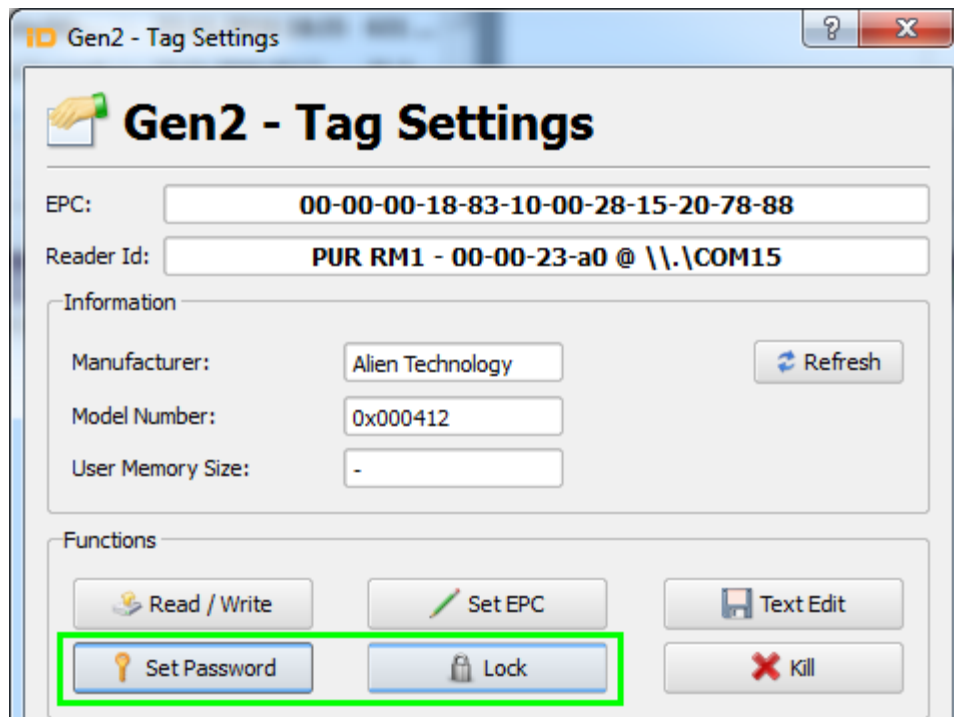 ID Gen2 - Tag Settings
Gen2 - Tag Settings
EPC: 00-00-00-18-83-10-00-28-15-20-78-88
Reader Id: PUR RM1 - 00-00-23-a0 @ \\.\COM15
Information
Manufacturer: Alien Technology Refresh
Model Number: 0x000412
User Memory Size: -
Functions
Read / Write Set EPC Text Edit
Set Password Lock Kill